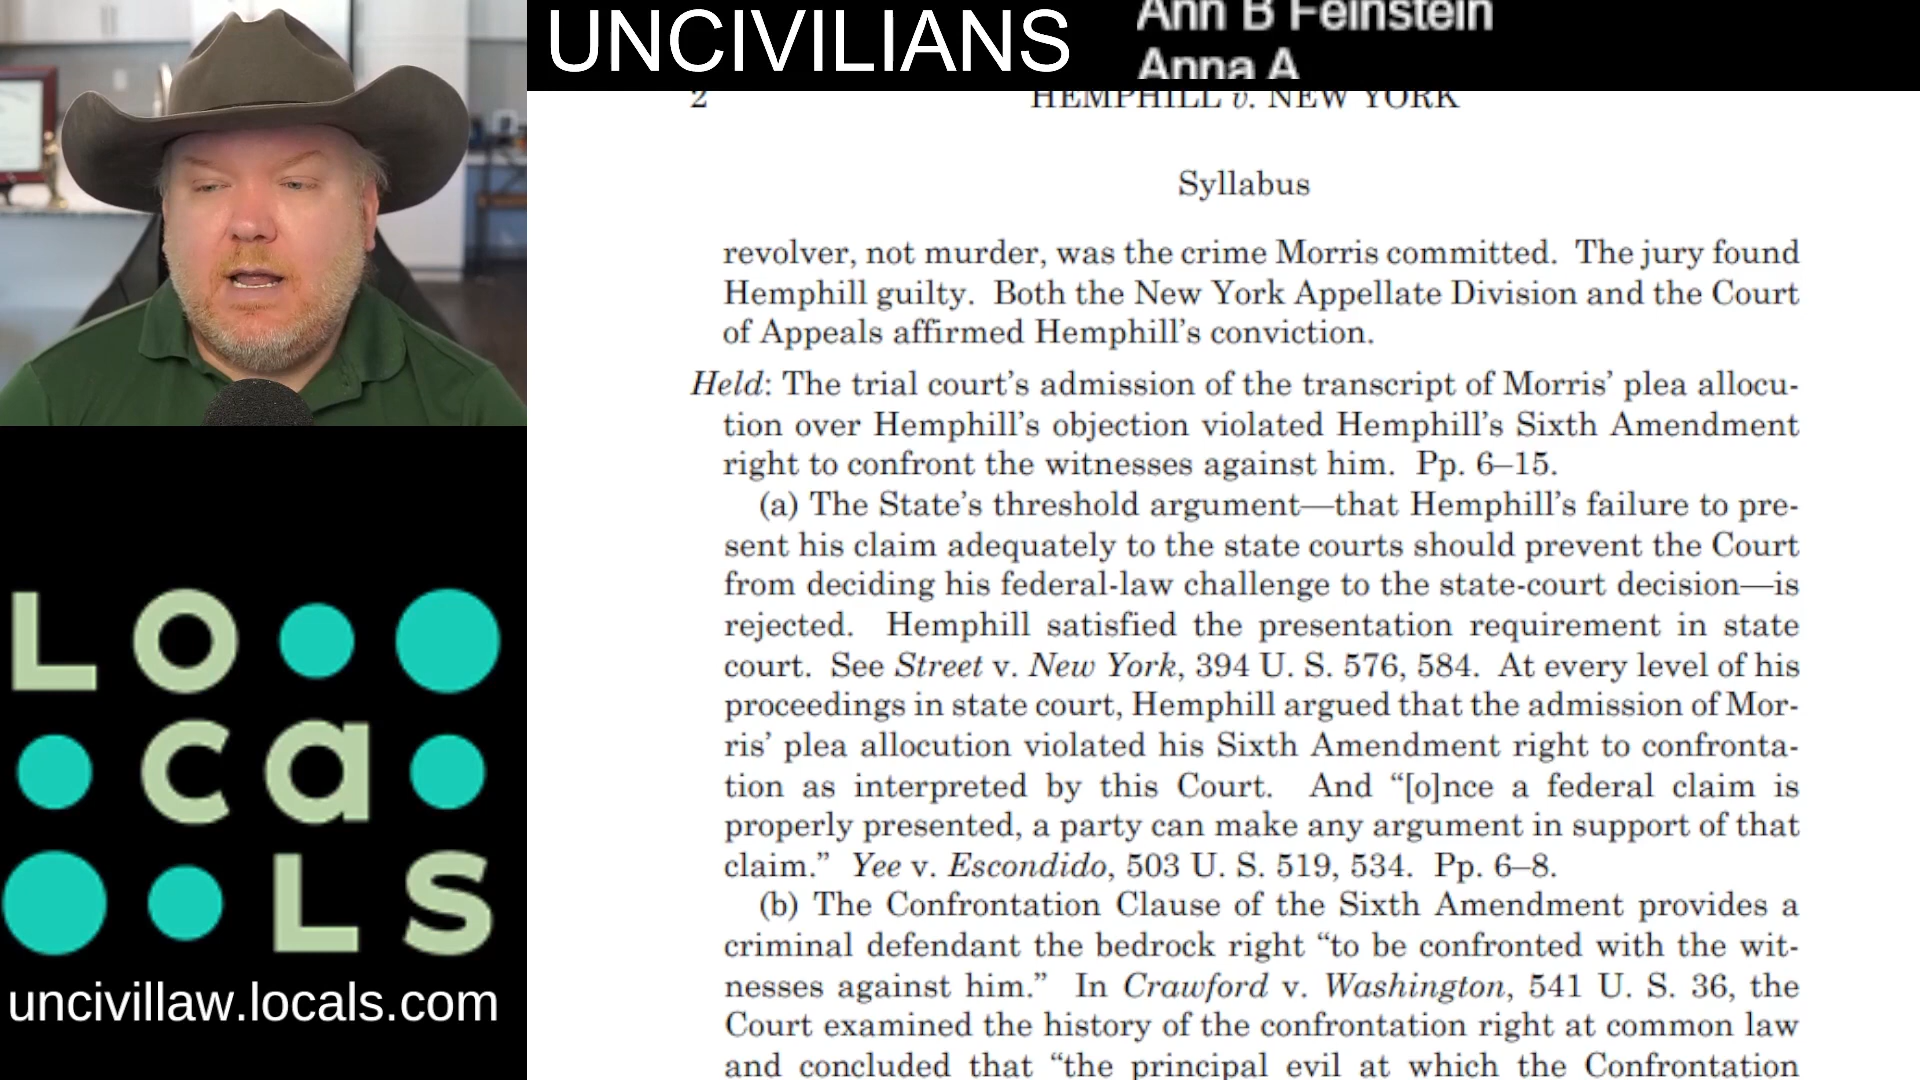 UNCIVILIANS
Ann B Feinstein
Anna A
2 HEMPHILL v. NEW YORK
Syllabus
revolver, not murder, was the crime Morris committed. The jury found
Hemphill guilty. Both the New York Appellate Division and the Court
of Appeals affirmed Hemphill’s conviction.
Held: The trial court’s admission of the transcript of Morris’ plea allocu-
tion over Hemphill’s objection violated Hemphill’s Sixth Amendment
right to confront the witnesses against him. Pp. 6–15.
(a) The State’s threshold argument—that Hemphill’s failure to pre-
sent his claim adequately to the state courts should prevent the Court
from deciding his federal-law challenge to the state-court decision—is
rejected. Hemphill satisfied the presentation requirement in state
court. See Street v. New York, 394 U. S. 576, 584. At every level of his
proceedings in state court, Hemphill argued that the admission of Mor-
ris’ plea allocution violated his Sixth Amendment right to confronta-
tion as interpreted by this Court. And “[o]nce a federal claim is
properly presented, a party can make any argument in support of that
claim.” Yee v. Escondido, 503 U. S. 519, 534. Pp. 6–8.
(b) The Confrontation Clause of the Sixth Amendment provides a
criminal defendant the bedrock right “to be confronted with the wit-
nesses against him.” In Crawford v. Washington, 541 U. S. 36, the
Court examined the history of the confrontation right at common law
and concluded that “the principal evil at which the Confrontation
LO
ca
LS
uncivillaw.locals.com